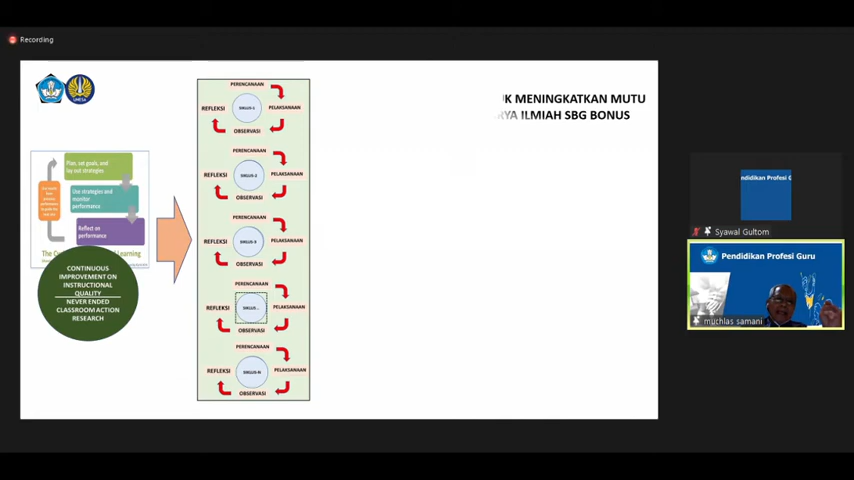 Recording
UNESA
UK MENINGKATKAN MUTU
RYA ILMIAH SBG BONUS
Plan, set goals, and
lay out strategies
Use strategies and
monitor
performance
Reflect on
performance
CONTINUOUS
IMPROVEMENT ON
INSTRUCTIONAL
QUALITY
NEVER ENDED
CLASSROOM ACTION
RESEARCH
PERENCANAAN
REFLEKSI
SIKLUS-1
PELAKSANAAN
OBSERVASI
PERENCANAAN
REFLEKSI
SIKLUS-2
PELAKSANAAN
OBSERVASI
PERENCANAAN
REFLEKSI
SIKLUS-3
PELAKSANAAN
OBSERVASI
PERENCANAAN
REFLEKSI
SIKLUS...
PELAKSANAAN
OBSERVASI
PERENCANAAN
REFLEKSI
SIKLUS-N
PELAKSANAAN
OBSERVASI
endidikan Profesi G
Syawal Gultom
Pendidikan Profesi Guru
muchlas samani